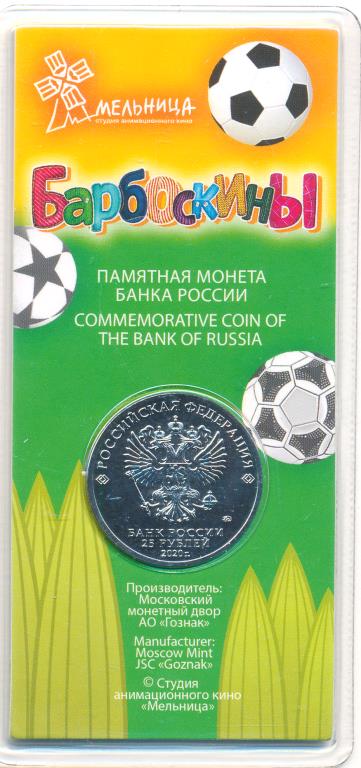 МЕЛЬНИЦА
студия анимационного кино
Барбоскины
ПАМЯТНАЯ МОНЕТА
БАНКА РОССИИ
COMMEMORATIVE COIN OF
THE BANK OF RUSSIA
РОССИЙСКАЯ ФЕДЕРАЦИЯ
БАНК РОССИИ
25 РУБЛЕЙ
2020 г.
Производитель:
Московский
монетный двор
АО «Гознак»
Manufacturer:
Moscow Mint
JSC «Goznak»
© Студия
анимационного кино
«Мельница»